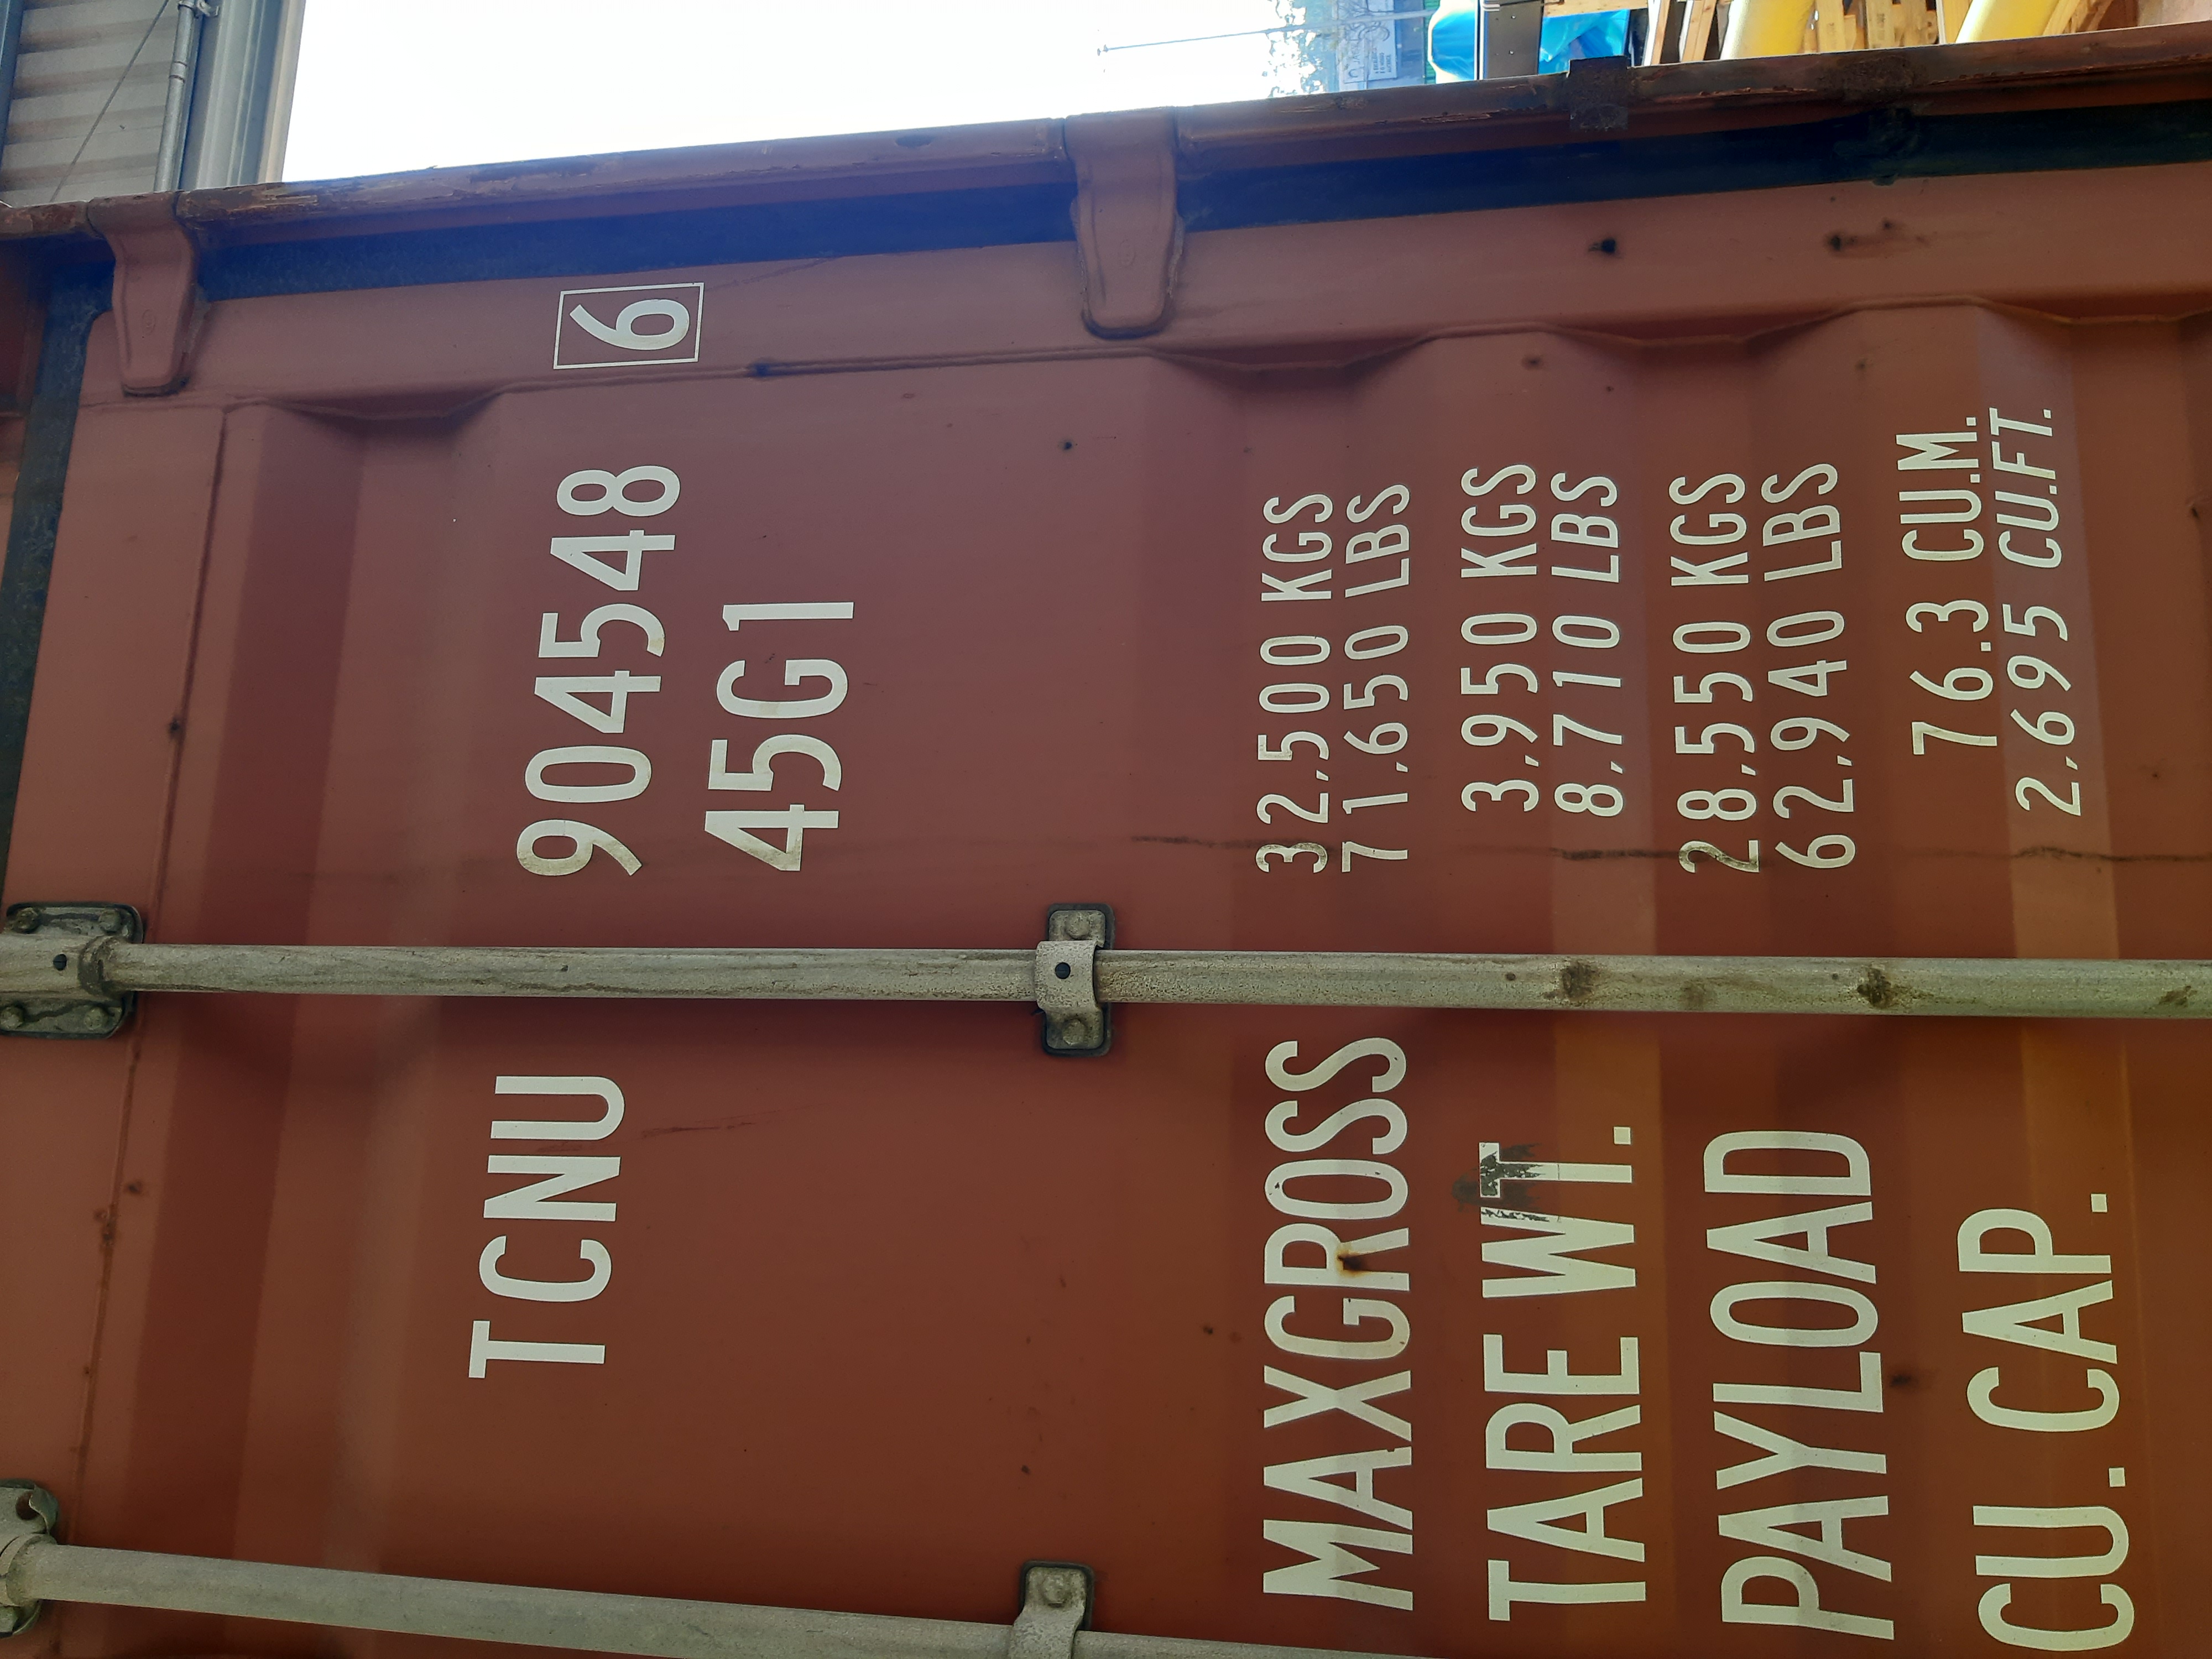 TCNU 904548 6
45G1
MAXGROSS 32,500 KGS
71,650 LBS
TARE WT. 3,950 KGS
8,710 LBS
PAYLOAD 28,550 KGS
62,940 LBS
CU. CAP. 76.3 CU.M.
2,695 CU.FT.